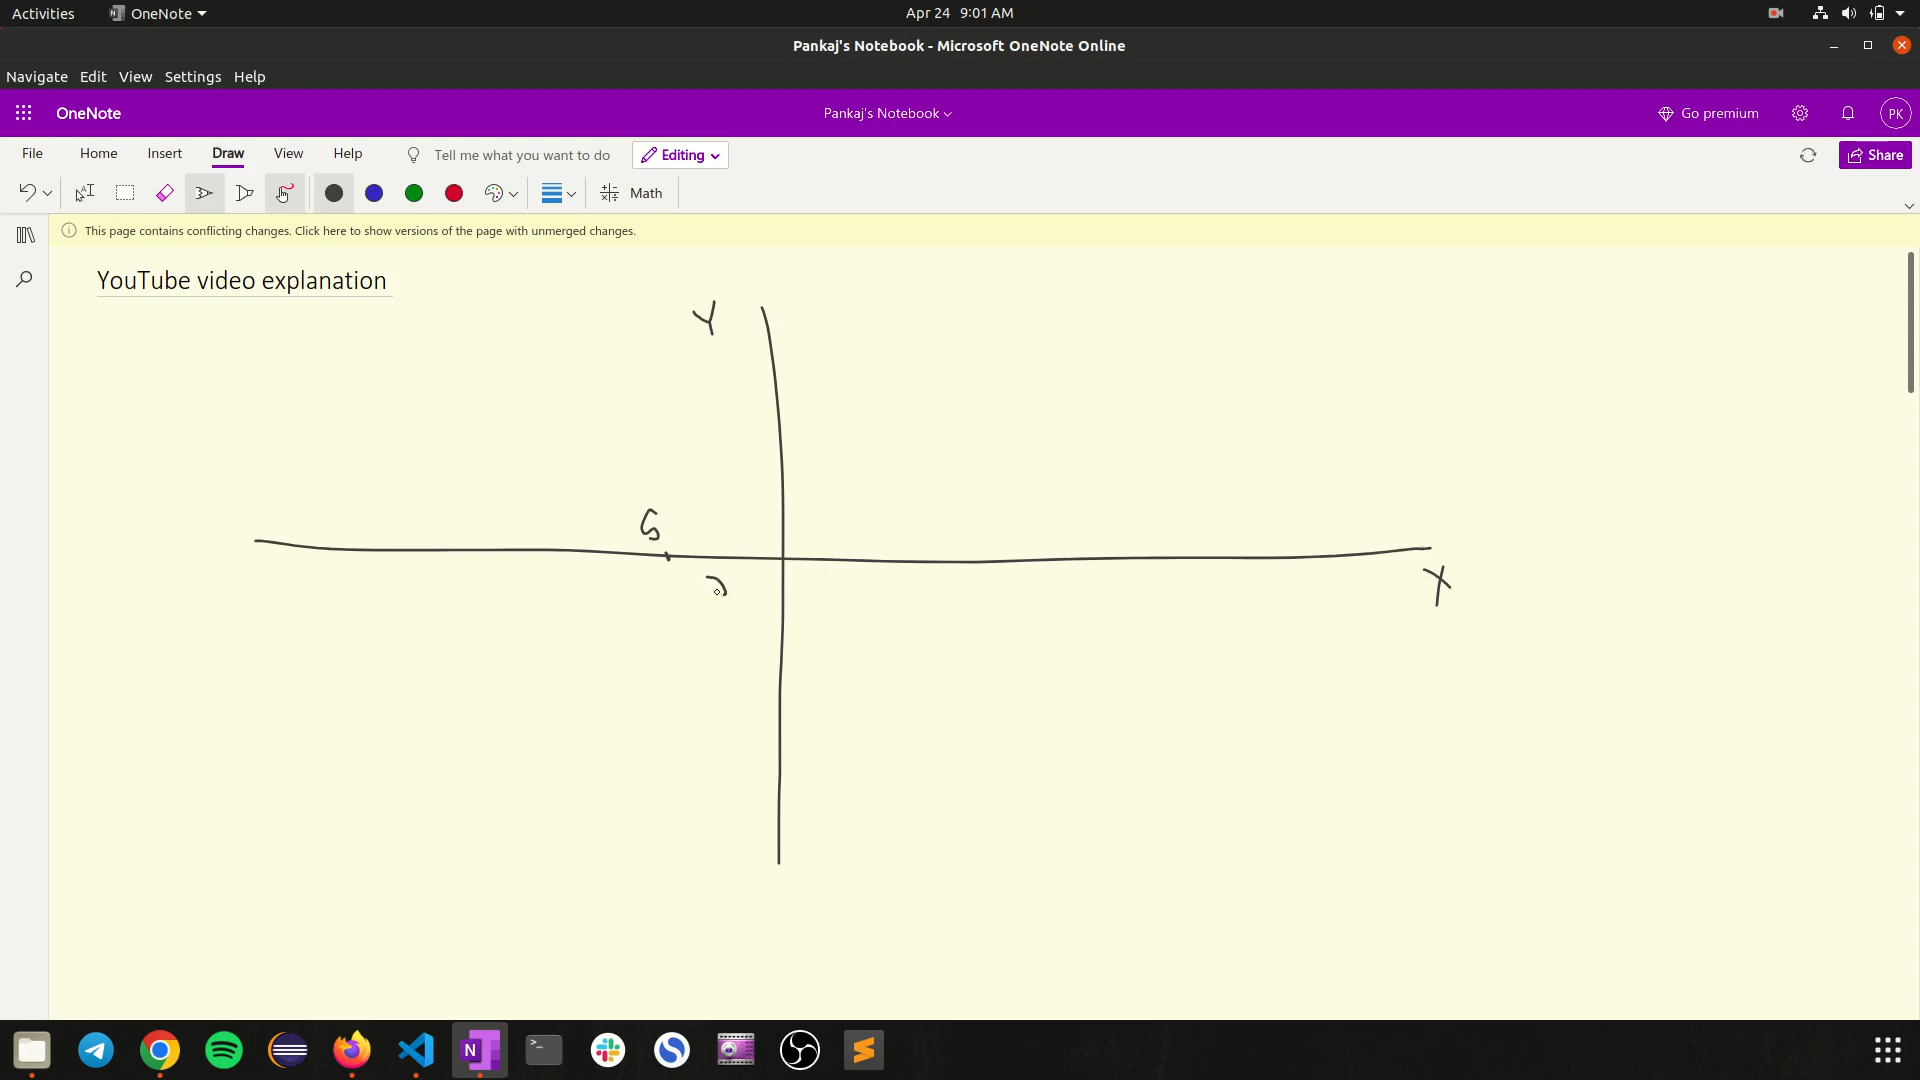 Activities OneNote Apr 24 9:01 AM
Pankaj's Notebook - Microsoft OneNote Online
Navigate Edit View Settings Help
OneNote Pankaj's Notebook Go premium PK
File Home Insert Draw View Help Tell me what you want to do Editing Share
Math
This page contains conflicting changes. Click here to show versions of the page with unmerged changes.
YouTube video explanation
Y
X